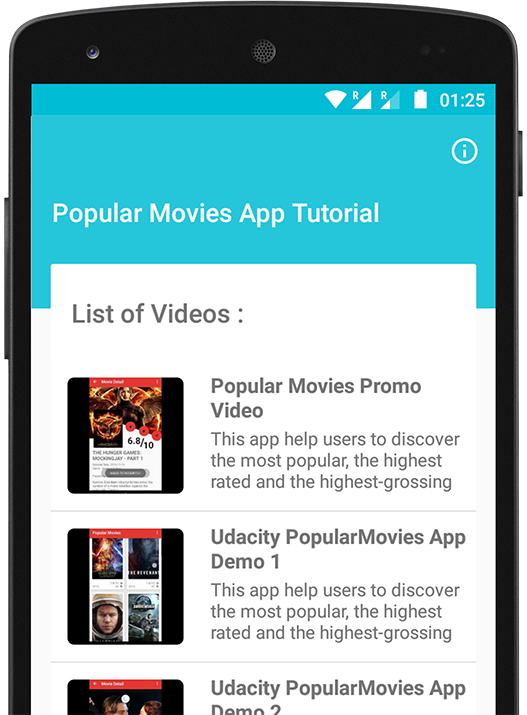 R R 01:25
Popular Movies App Tutorial
List of Videos :
Movie Detail
6.8/10
THE HUNGER GAMES:
MOCKINGJAY - PART 1
Popular Movies Promo
Video
This app help users to discover
the most popular, the highest
rated and the highest-grossing
Popular Movies
THE REVENANT
Udacity PopularMovies App
Demo 1
This app help users to discover
the most popular, the highest
rated and the highest-grossing
Movie Detail
Udacity PopularMovies App
Demo 2